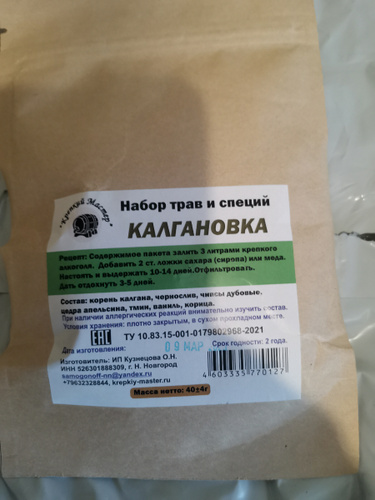 Крепкий Мастер
Набор трав и специй
КАЛГАНОВКА
Рецепт: Содержимое пакета залить 3 литрами крепкого
алкоголя. Добавить 2 ст. ложки сахара (сиропа) или меда.
Настоять и выдержать 10-14 дней. Отфильтровать.
Дать отдохнуть 3-5 дней.
Состав: корень калгана, чернослив, чипсы дубовые,
цедра апельсина, тмин, ваниль, корица.
При наличии аллергических реакций внимательно изучить состав.
Условия хранения: плотно закрытым, в сухом прохладном месте.
EAC ТУ 10.83.15-001-0179802968-2021
Дата изготовления: 09 МАР Срок годности: 2 года.
Изготовитель: ИП Кузнецова О.Н.
ИНН 526301888309, г. Н. Новгород
samogonoff-nn@yandex.ru
+79632328844, krepkiy-master.ru
Масса нетто: 40±4г
4603335770127